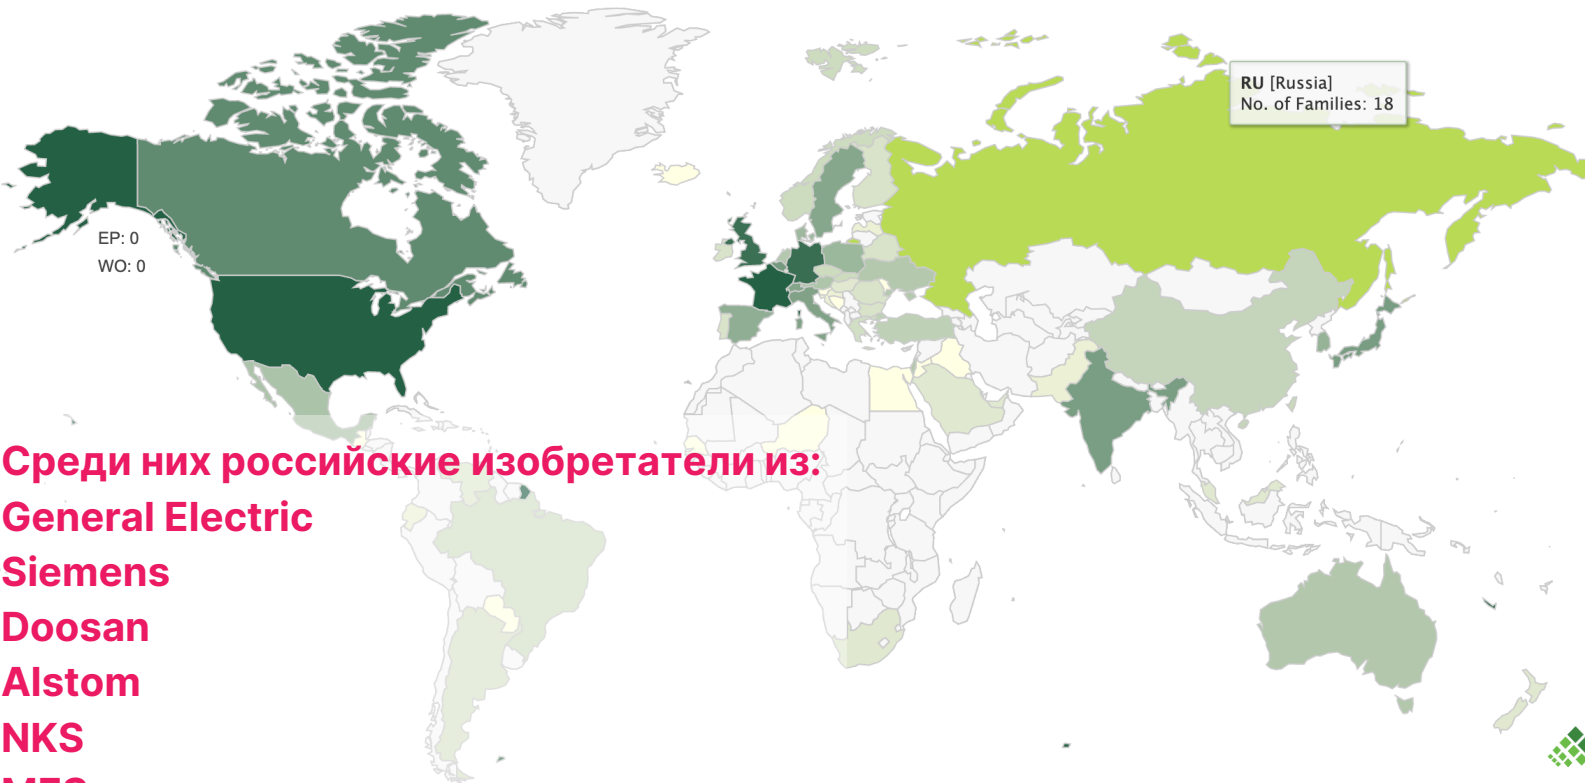 RU [Russia]
No. of Families: 18
EP: 0
WO: 0
Среди них российские изобретатели из:
General Electric
Siemens
Doosan
Alstom
NKS